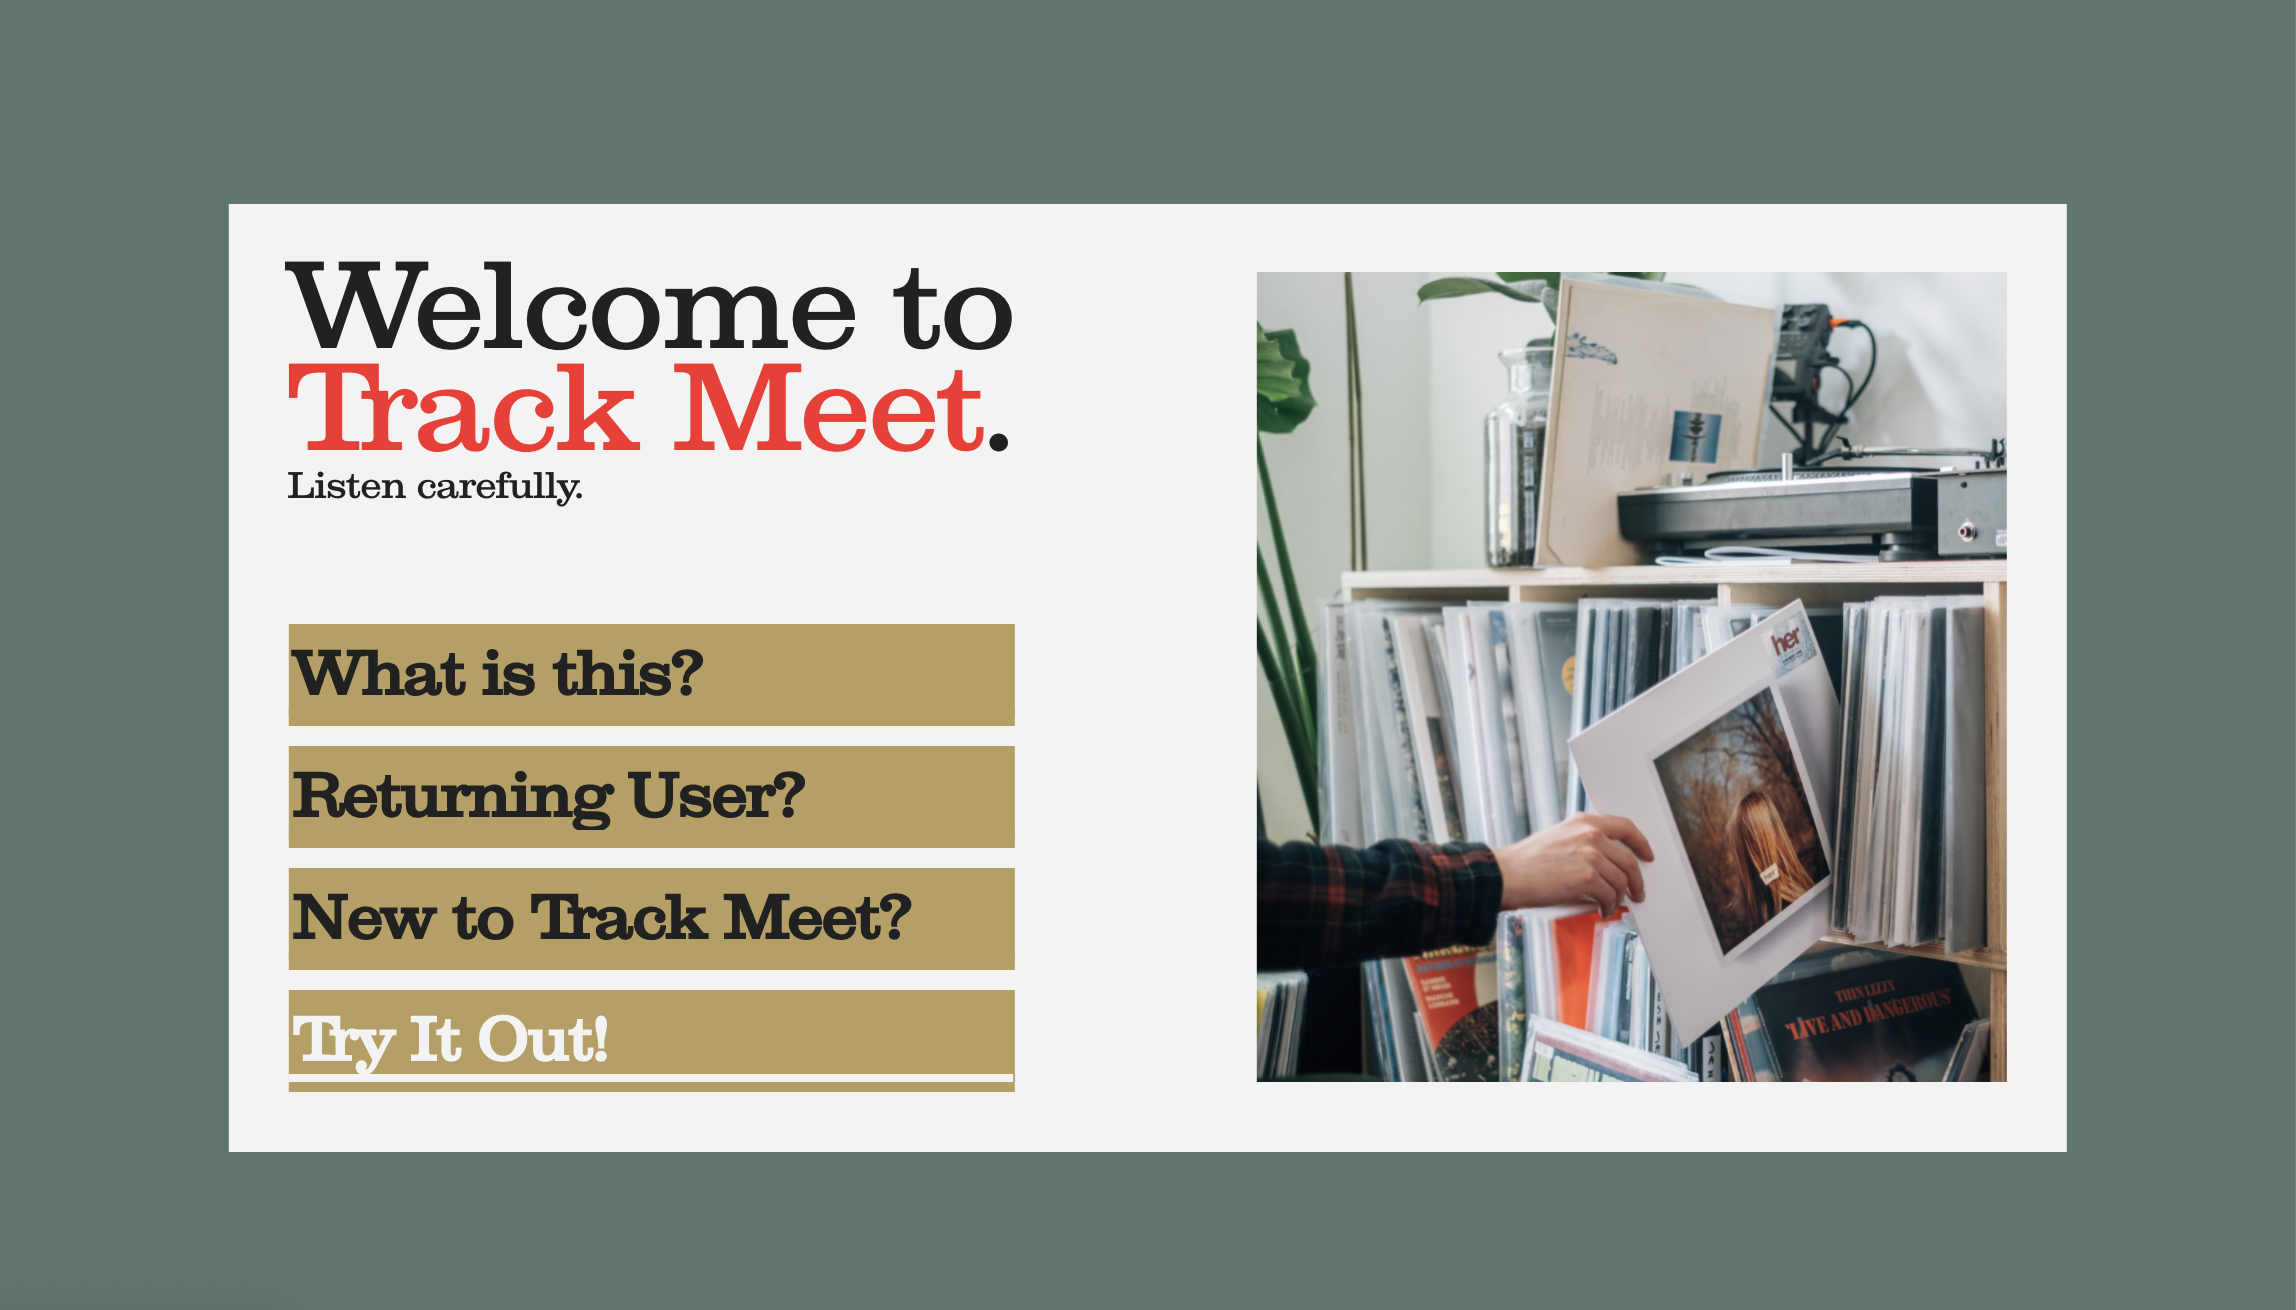 Welcome to
Track Meet.
Listen carefully.
What is this?
Returning User?
New to Track Meet?
Try It Out!
her
her
THIN LIZZY
'LIVE AND DANGEROUS'